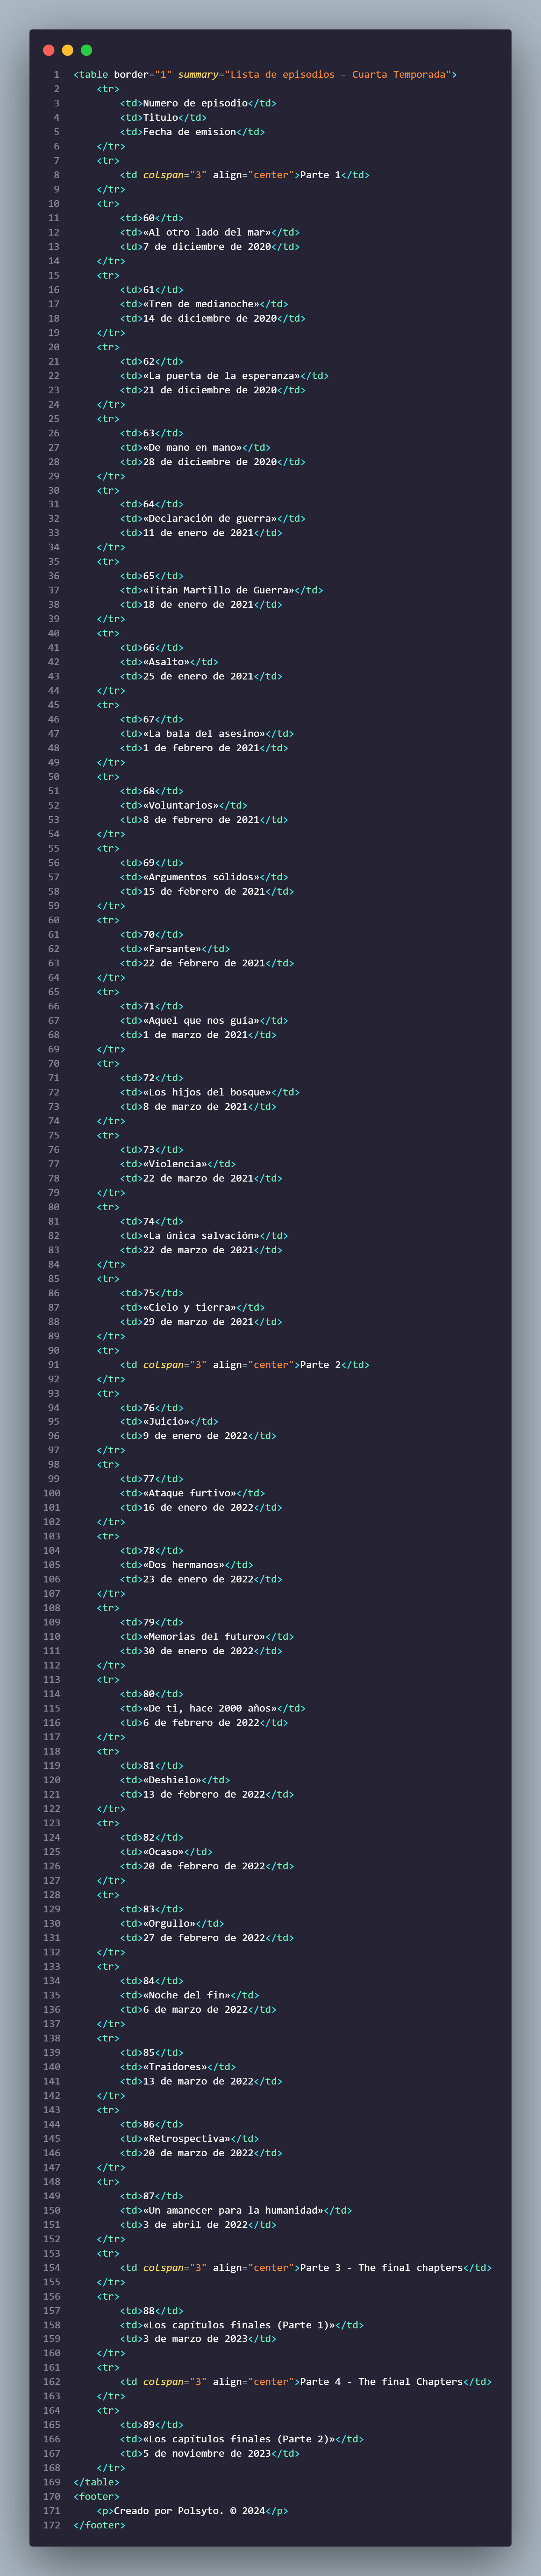 1 <table border="1" summary="Lista de episodios - Cuarta Temporada">
2     <tr>
3         <td>Numero de episodio</td>
4         <td>Titulo</td>
5         <td>Fecha de emision</td>
6     </tr>
7     <tr>
8         <td colspan="3" align="center">Parte 1</td>
9     </tr>
10     <tr>
11         <td>60</td>
12         <td>«Al otro lado del mar»</td>
13         <td>7 de diciembre de 2020</td>
14     </tr>
15     <tr>
16         <td>61</td>
17         <td>«Tren de medianoche»</td>
18         <td>14 de diciembre de 2020</td>
19     </tr>
20     <tr>
21         <td>62</td>
22         <td>«La puerta de la esperanza»</td>
23         <td>21 de diciembre de 2020</td>
24     </tr>
25     <tr>
26         <td>63</td>
27         <td>«De mano en mano»</td>
28         <td>28 de diciembre de 2020</td>
29     </tr>
30     <tr>
31         <td>64</td>
32         <td>«Declaración de guerra»</td>
33         <td>11 de enero de 2021</td>
34     </tr>
35     <tr>
36         <td>65</td>
37         <td>«Titán Martillo de Guerra»</td>
38         <td>18 de enero de 2021</td>
39     </tr>
40     <tr>
41         <td>66</td>
42         <td>«Asalto»</td>
43         <td>25 de enero de 2021</td>
44     </tr>
45     <tr>
46         <td>67</td>
47         <td>«La bala del asesino»</td>
48         <td>1 de febrero de 2021</td>
49     </tr>
50     <tr>
51         <td>68</td>
52         <td>«Voluntarios»</td>
53         <td>8 de febrero de 2021</td>
54     </tr>
55     <tr>
56         <td>69</td>
57         <td>«Argumentos sólidos»</td>
58         <td>15 de febrero de 2021</td>
59     </tr>
60     <tr>
61         <td>70</td>
62         <td>«Farsante»</td>
63         <td>22 de febrero de 2021</td>
64     </tr>
65     <tr>
66         <td>71</td>
67         <td>«Aquel que nos guía»</td>
68         <td>1 de marzo de 2021</td>
69     </tr>
70     <tr>
71         <td>72</td>
72         <td>«Los hijos del bosque»</td>
73         <td>8 de marzo de 2021</td>
74     </tr>
75     <tr>
76         <td>73</td>
77         <td>«Violencia»</td>
78         <td>22 de marzo de 2021</td>
79     </tr>
80     <tr>
81         <td>74</td>
82         <td>«La única salvación»</td>
83         <td>22 de marzo de 2021</td>
84     </tr>
85     <tr>
86         <td>75</td>
87         <td>«Cielo y tierra»</td>
88         <td>29 de marzo de 2021</td>
89     </tr>
90     <tr>
91         <td colspan="3" align="center">Parte 2</td>
92     </tr>
93     <tr>
94         <td>76</td>
95         <td>«Juicio»</td>
96         <td>9 de enero de 2022</td>
97     </tr>
98     <tr>
99         <td>77</td>
100         <td>«Ataque furtivo»</td>
101         <td>16 de enero de 2022</td>
102     </tr>
103     <tr>
104         <td>78</td>
105         <td>«Dos hermanos»</td>
106         <td>23 de enero de 2022</td>
107     </tr>
108     <tr>
109         <td>79</td>
110         <td>«Memorias del futuro»</td>
111         <td>30 de enero de 2022</td>
112     </tr>
113     <tr>
114         <td>80</td>
115         <td>«De ti, hace 2000 años»</td>
116         <td>6 de febrero de 2022</td>
117     </tr>
118     <tr>
119         <td>81</td>
120         <td>«Deshielo»</td>
121         <td>13 de febrero de 2022</td>
122     </tr>
123     <tr>
124         <td>82</td>
125         <td>«Ocaso»</td>
126         <td>20 de febrero de 2022</td>
127     </tr>
128     <tr>
129         <td>83</td>
130         <td>«Orgullo»</td>
131         <td>27 de febrero de 2022</td>
132     </tr>
133     <tr>
134         <td>84</td>
135         <td>«Noche del fin»</td>
136         <td>6 de marzo de 2022</td>
137     </tr>
138     <tr>
139         <td>85</td>
140         <td>«Traidores»</td>
141         <td>13 de marzo de 2022</td>
142     </tr>
143     <tr>
144         <td>86</td>
145         <td>«Retrospectiva»</td>
146         <td>20 de marzo de 2022</td>
147     </tr>
148     <tr>
149         <td>87</td>
150         <td>«Un amanecer para la humanidad»</td>
151         <td>3 de abril de 2022</td>
152     </tr>
153     <tr>
154         <td colspan="3" align="center">Parte 3 - The final chapters</td>
155     </tr>
156     <tr>
157         <td>88</td>
158         <td>«Los capítulos finales (Parte 1)»</td>
159         <td>3 de marzo de 2023</td>
160     </tr>
161     <tr>
162         <td colspan="3" align="center">Parte 4 - The final Chapters</td>
163     </tr>
164     <tr>
165         <td>89</td>
166         <td>«Los capítulos finales (Parte 2)»</td>
167         <td>5 de noviembre de 2023</td>
168     </tr>
169 </table>
170 <footer>
171     <p>Creado por Polsyto. © 2024</p>
172 </footer>